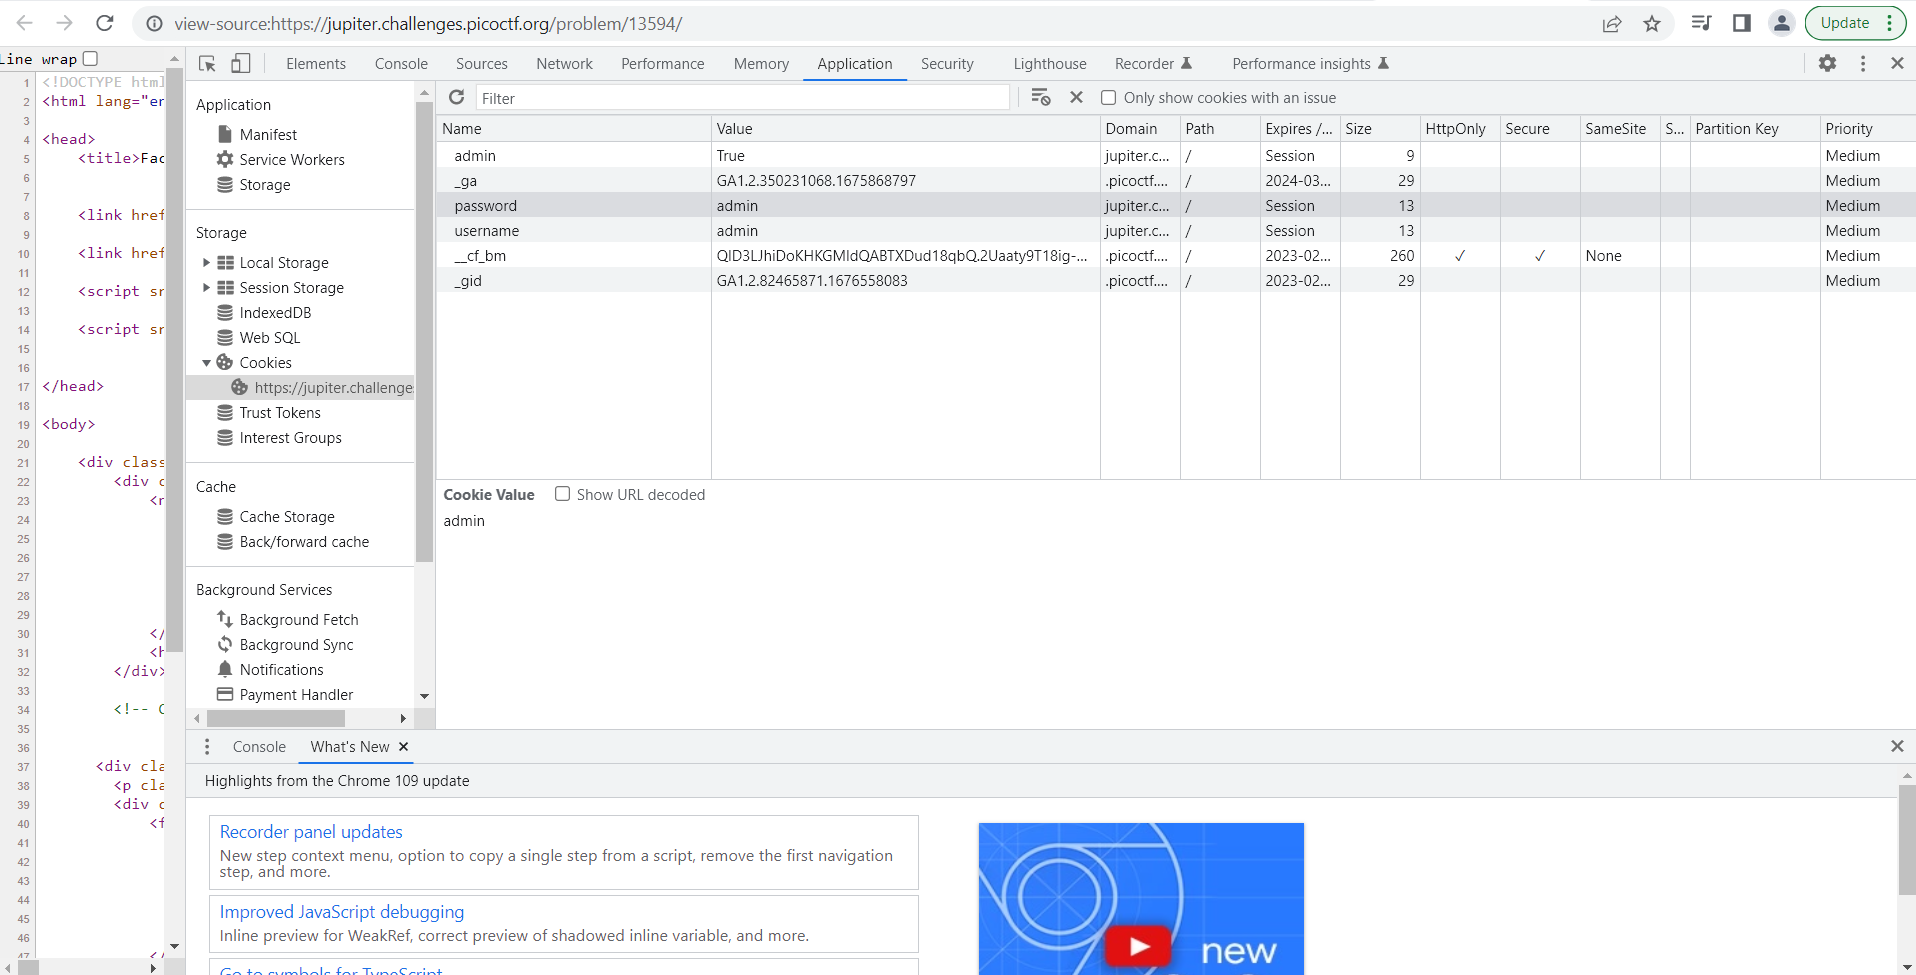 view-source:https://jupiter.challenges.picoctf.org/problem/13594/
Update
Line wrap
Elements Console Sources Network Performance Memory Application Security Lighthouse Recorder Performance insights
1 <!DOCTYPE html
2 <html lang="en
3
4 <head>
5 <title>Fac
6
7
8 <link href
9
10 <link href
11
12 <script sr
13
14 <script sr
15
16
17 </head>
18
19 <body>
20
21 <div class
22 <div c
23 <n
24
25
26
27
28
29
30 </
31 <h
32 </div>
33
34 <!-- C
35
36
37 <div cla
38 <p cla
39 <div c
40 <f
41
42
43
44
45
46
47 </
Application
Manifest
Service Workers
Storage
Storage
Local Storage
Session Storage
IndexedDB
Web SQL
Cookies
https://jupiter.challenge
Trust Tokens
Interest Groups
Cache
Cache Storage
Back/forward cache
Background Services
Background Fetch
Background Sync
Notifications
Payment Handler
Filter
Only show cookies with an issue
Name Value Domain Path Expires /... Size HttpOnly Secure SameSite S... Partition Key Priority
admin True jupiter.c... / Session 9 Medium
_ga GA1.2.350231068.1675868797 .picoctf.... / 2024-03... 29 Medium
password admin jupiter.c... / Session 13 Medium
username admin jupiter.c... / Session 13 Medium
__cf_bm QID3LJhiDoKHKGMIdQABTXDud18qbQ.2Uaaty9T18ig-... .picoctf.... / 2023-02... 260 ✓ ✓ None Medium
_gid GA1.2.82465871.1676558083 .picoctf.... / 2023-02... 29 Medium
Cookie Value Show URL decoded
admin
Console What's New
Highlights from the Chrome 109 update
Recorder panel updates
New step context menu, option to copy a single step from a script, remove the first navigation
step, and more.
Improved JavaScript debugging
Inline preview for WeakRef, correct preview of shadowed inline variable, and more.
Go to symbols for TypeScript
new